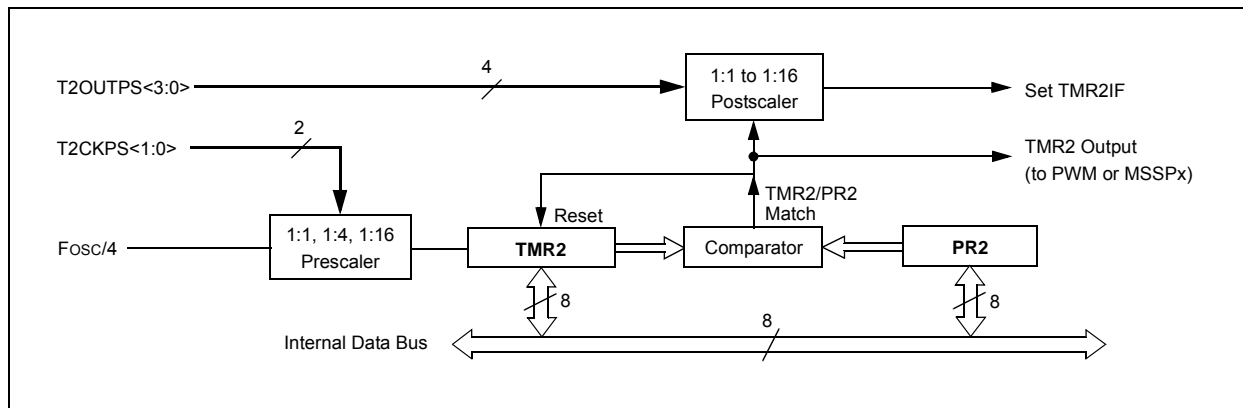 T2OUTPS<3:0>
4
1:1 to 1:16
Postscaler
Set TMR2IF
T2CKPS<1:0>
2
TMR2 Output
(to PWM or MSSPx)
TMR2/PR2
Match
Reset
FOSC/4
1:1, 1:4, 1:16
Prescaler
TMR2
Comparator
PR2
8
8
Internal Data Bus
8